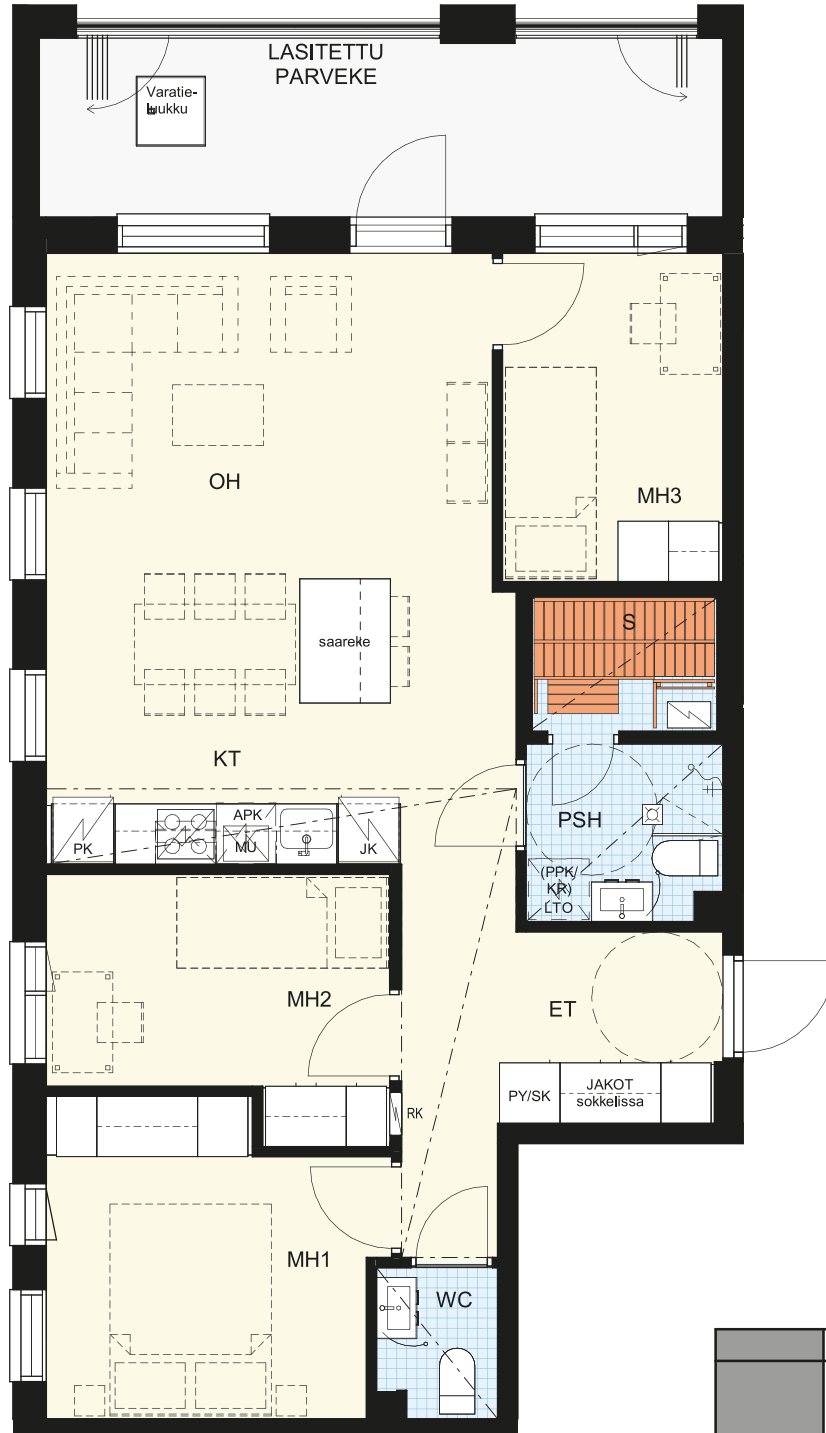 LASITETTU
PARVEKE
Varatie-
luukku
OH
MH3
saareke
S
KT
PSH
PK
APK
MU
JK
(PPK/
KR)
LTO
MH2
ET
RK
PY/SK
JAKOT
sokkelissa
MH1
WC